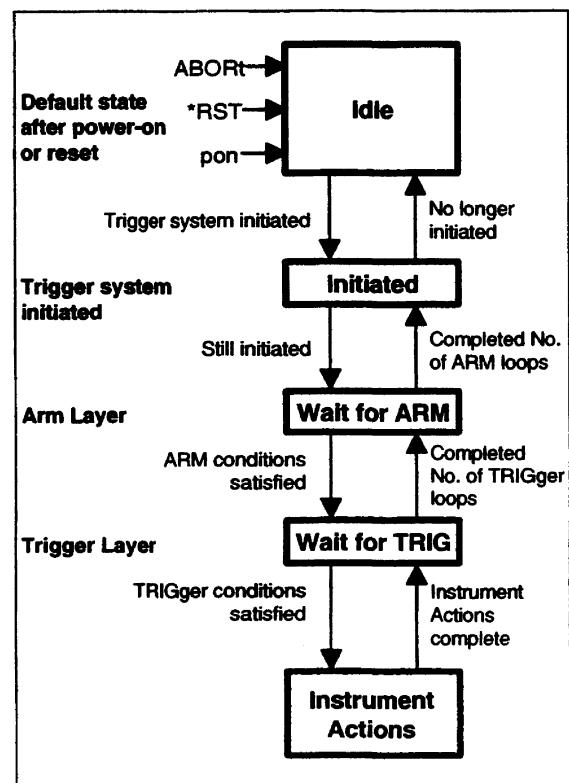 ABORt
*RST
pon
Default state
after power-on
or reset
Idle
Trigger system initiated
No longer
initiated
Trigger system
initiated
Initiated
Still initiated
Completed No.
of ARM loops
Arm Layer
Wait for ARM
ARM conditions
satisfied
Completed
No. of TRIGger
loops
Trigger Layer
Wait for TRIG
TRIGger conditions
satisfied
Instrument
Actions
complete
Instrument
Actions